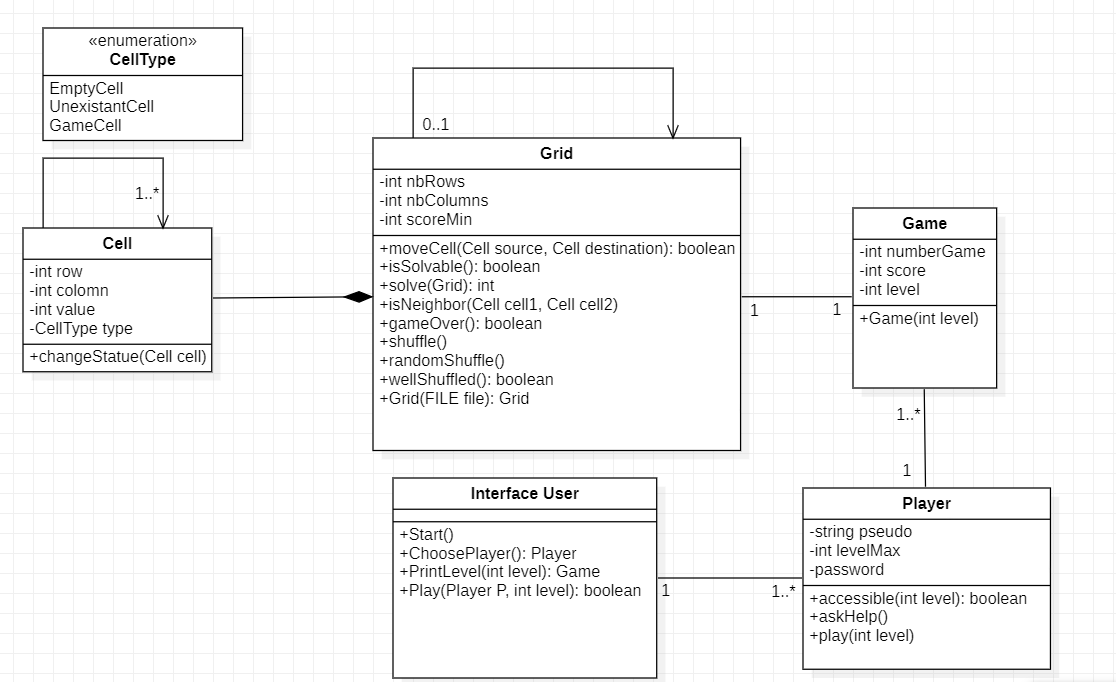 «enumeration»
CellType
EmptyCell
UnexistantCell
GameCell
1..*
Cell
-int row
-int colomn
-int value
-CellType type
+changeStatue(Cell cell)
0..1
Grid
-int nbRows
-int nbColumns
-int scoreMin
+moveCell(Cell source, Cell destination): boolean
+isSolvable(): boolean
+solve(Grid): int
+isNeighbor(Cell cell1, Cell cell2)
+gameOver(): boolean
+shuffle()
+randomShuffle()
+wellShuffled(): boolean
+Grid(FILE file): Grid
1
1
Game
-int numberGame
-int score
-int level
+Game(int level)
1..*
1
Interface User
+Start()
+ChoosePlayer(): Player
+PrintLevel(int level): Game
+Play(Player P, int level): boolean
1
1..*
Player
-string pseudo
-int levelMax
-password
+accessible(int level): boolean
+askHelp()
+play(int level)